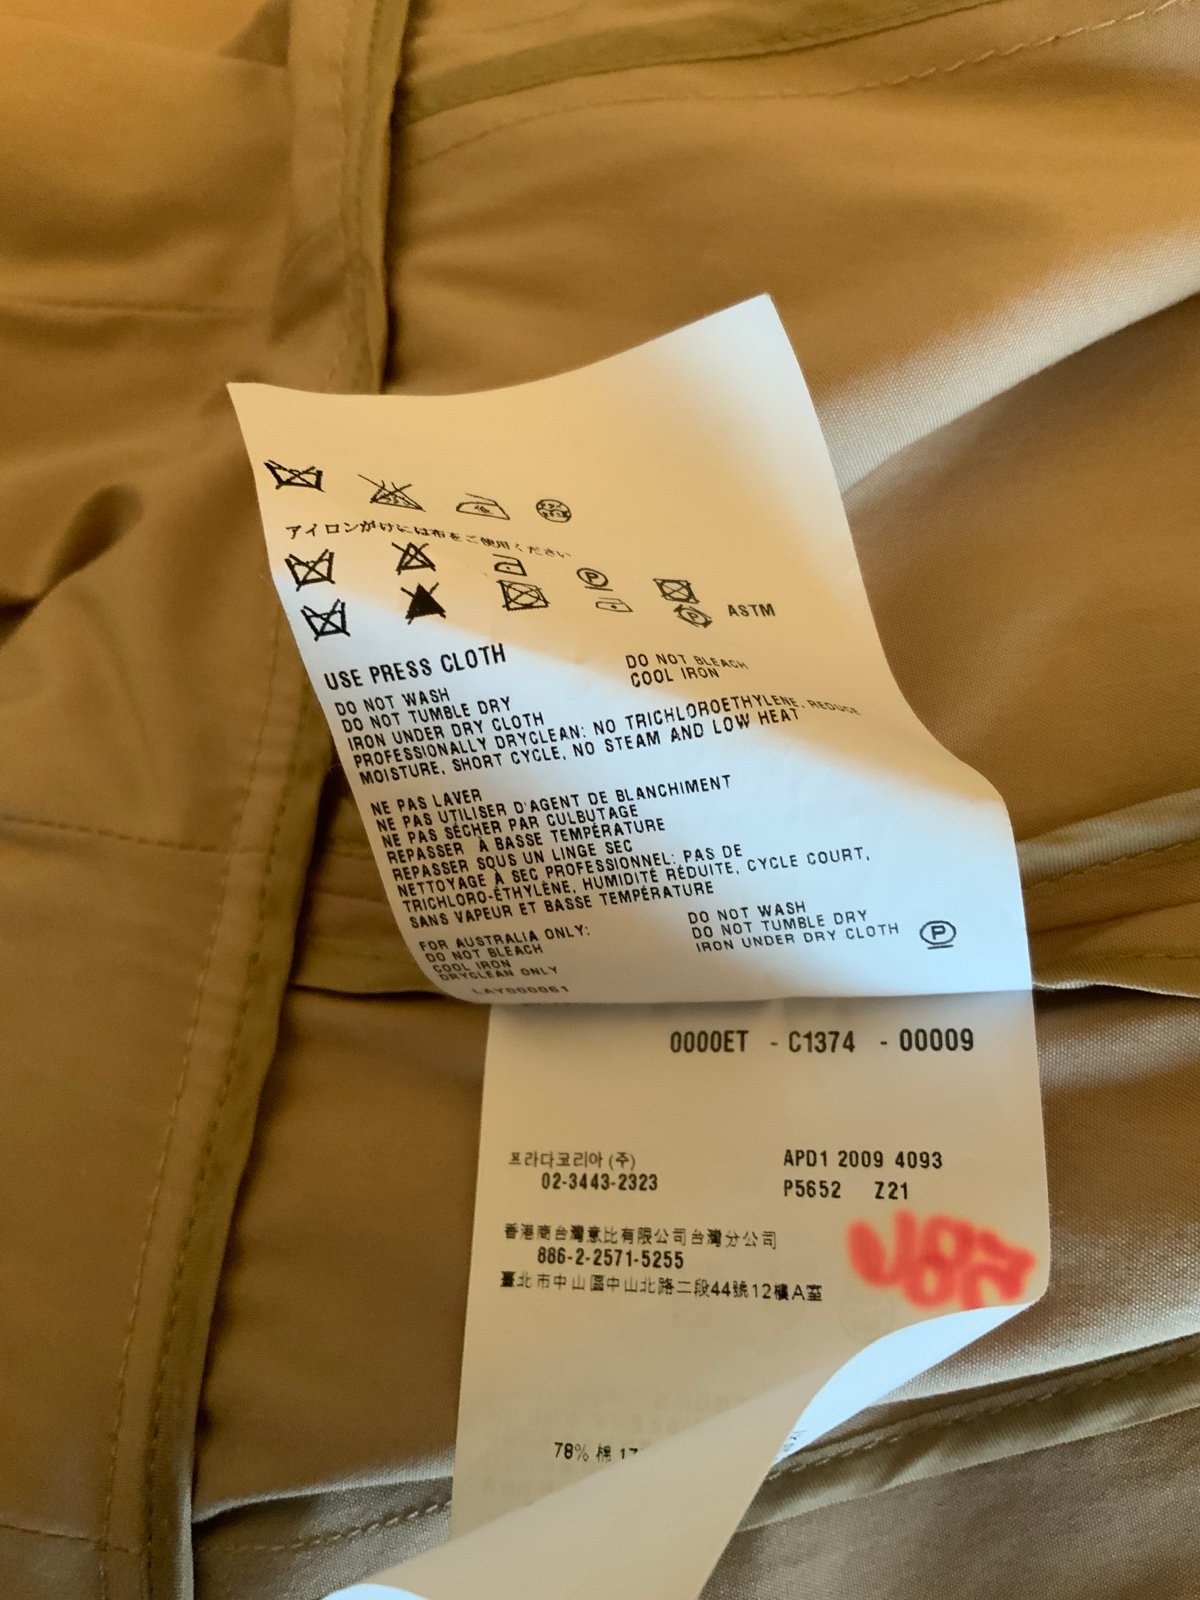 アイロンがけには布をご使用ください
ASTM
USE PRESS CLOTH
DO NOT BLEACH
COOL IRON
DO NOT WASH
DO NOT TUMBLE DRY
IRON UNDER DRY CLOTH
PROFESSIONALLY DRYCLEAN: NO TRICHLOROETHYLENE, REDUCE
MOISTURE, SHORT CYCLE, NO STEAM AND LOW HEAT
NE PAS LAVER
NE PAS UTILISER D'AGENT DE BLANCHIMENT
NE PAS SÉCHER PAR CULBUTAGE
REPASSER À BASSE TEMPÉRATURE
REPASSER SOUS UN LINGE SEC
NETTOYAGE À SEC PROFESSIONNEL: PAS DE
TRICHLORO-ÉTHYLÈNE, HUMIDITÉ RÉDUITE, CYCLE COURT,
SANS VAPEUR ET BASSE TEMPÉRATURE
FOR AUSTRALIA ONLY:
DO NOT BLEACH
COOL IRON
DRYCLEAN ONLY
DO NOT WASH
DO NOT TUMBLE DRY
IRON UNDER DRY CLOTH
P
LAY000061
0000ET - C1374 - 00009
프라다코리아 (주)
02-3443-2323
APD1 2009 4093
P5652 Z21
香港商台灣意比有限公司台灣分公司
886-2-2571-5255
臺北市中山區中山北路二段44號12樓A室
78% 棉 17